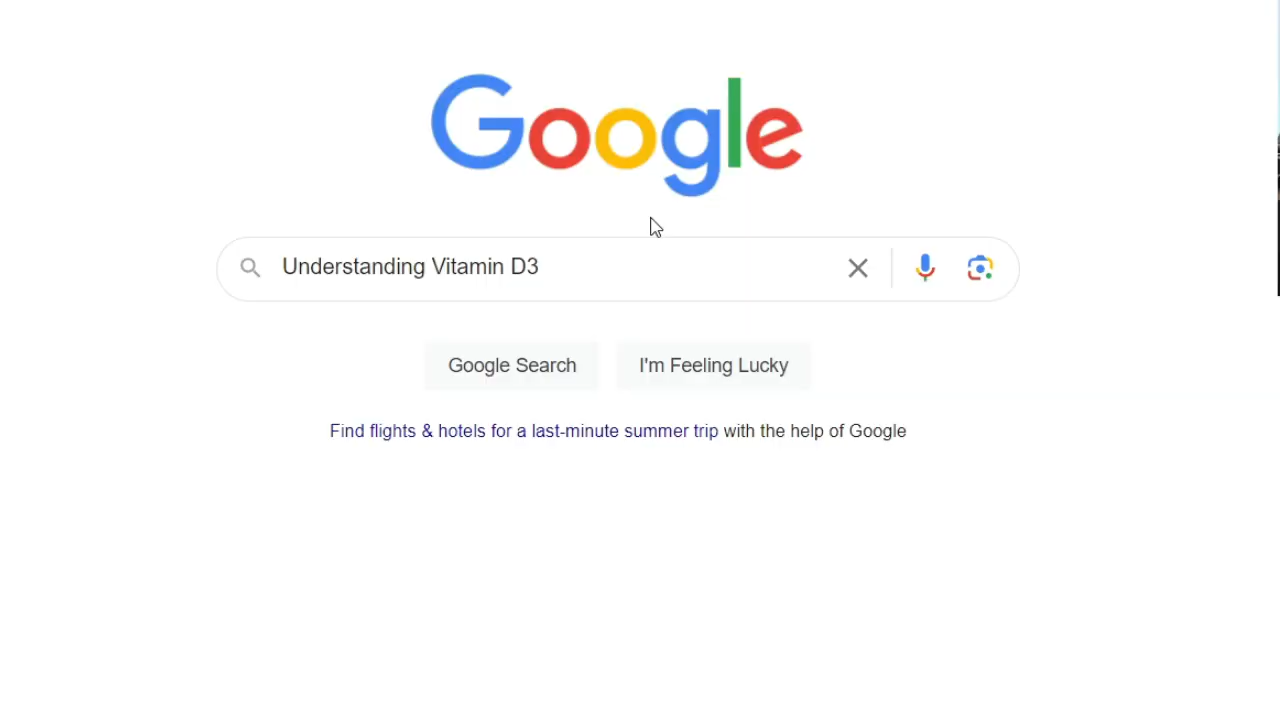 Google
Understanding Vitamin D3
Google Search
I'm Feeling Lucky
Find flights & hotels for a last-minute summer trip with the help of Google